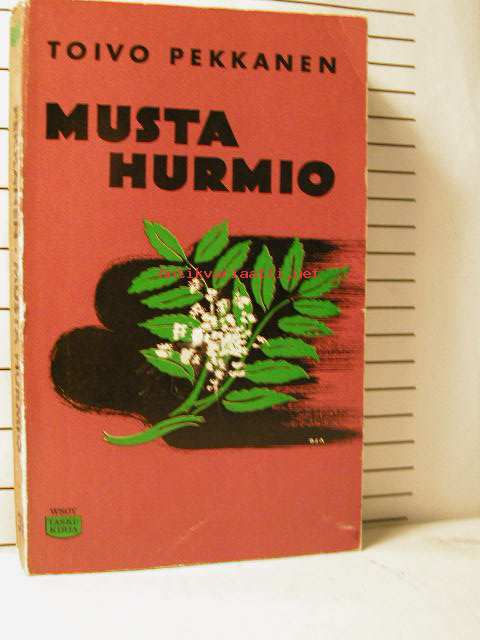 TOIVO PEKKANEN
MUSTA
HURMIO
antikvariaatti.net
WSOY
TASKU
KIRJA